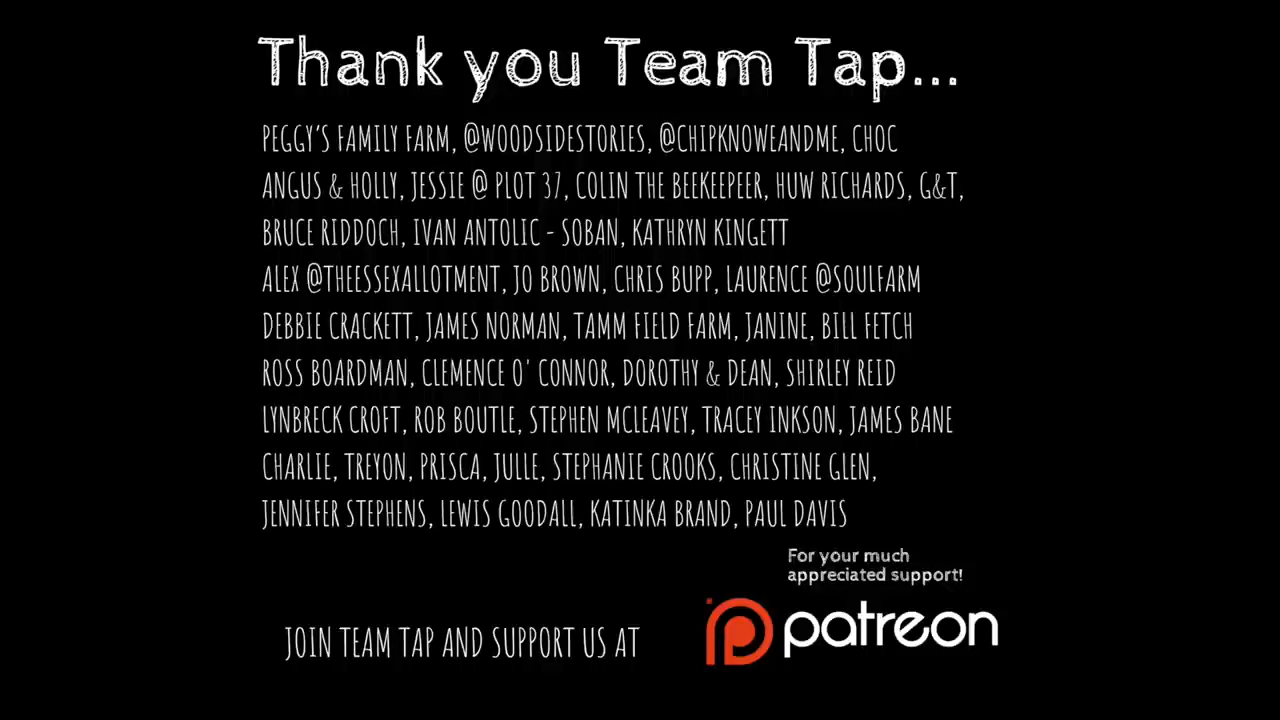 Thank you Team Tap...
PEGGY'S FAMILY FARM, @WOODSIDESTORIES, @CHIPKNOWEANDME, CHOC
ANGUS & HOLLY, JESSIE @ PLOT 37, COLIN THE BEEKEEPEER, HUW RICHARDS, G&T,
BRUCE RIDDOCH, IVAN ANTOLIC - SOBAN, KATHRYN KINGETT
ALEX @THEESSEXALLOTMENT, JO BROWN, CHRIS BUPP, LAURENCE @SOULFARM
DEBBIE CRACKETT, JAMES NORMAN, TAMM FIELD FARM, JANINE, BILL FETCH
ROSS BOARDMAN, CLEMENCE O' CONNOR, DOROTHY & DEAN, SHIRLEY REID
LYNBRECK CROFT, ROB BOUTLE, STEPHEN MCLEAVEY, TRACEY INKSON, JAMES BANE
CHARLIE, TREYON, PRISCA, JULLE, STEPHANIE CROOKS, CHRISTINE GLEN,
JENNIFER STEPHENS, LEWIS GOODALL, KATINKA BRAND, PAUL DAVIS
For your much
appreciated support!
JOIN TEAM TAP AND SUPPORT US AT
patreon